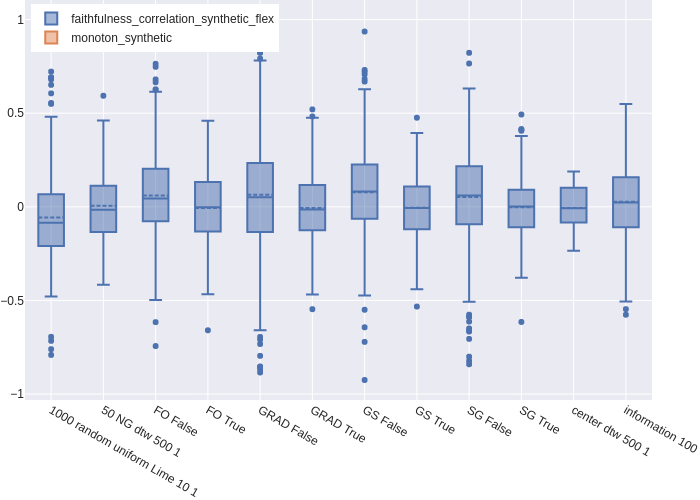 faithfulness_correlation_synthetic_flex
monoton_synthetic
1
0.5
0
−0.5
−1
1000 random uniform Lime 10 1
50 NG dtw 500 1
FO False
FO True
GRAD False
GRAD True
GS False
GS True
SG False
SG True
center dtw 500 1
information 100